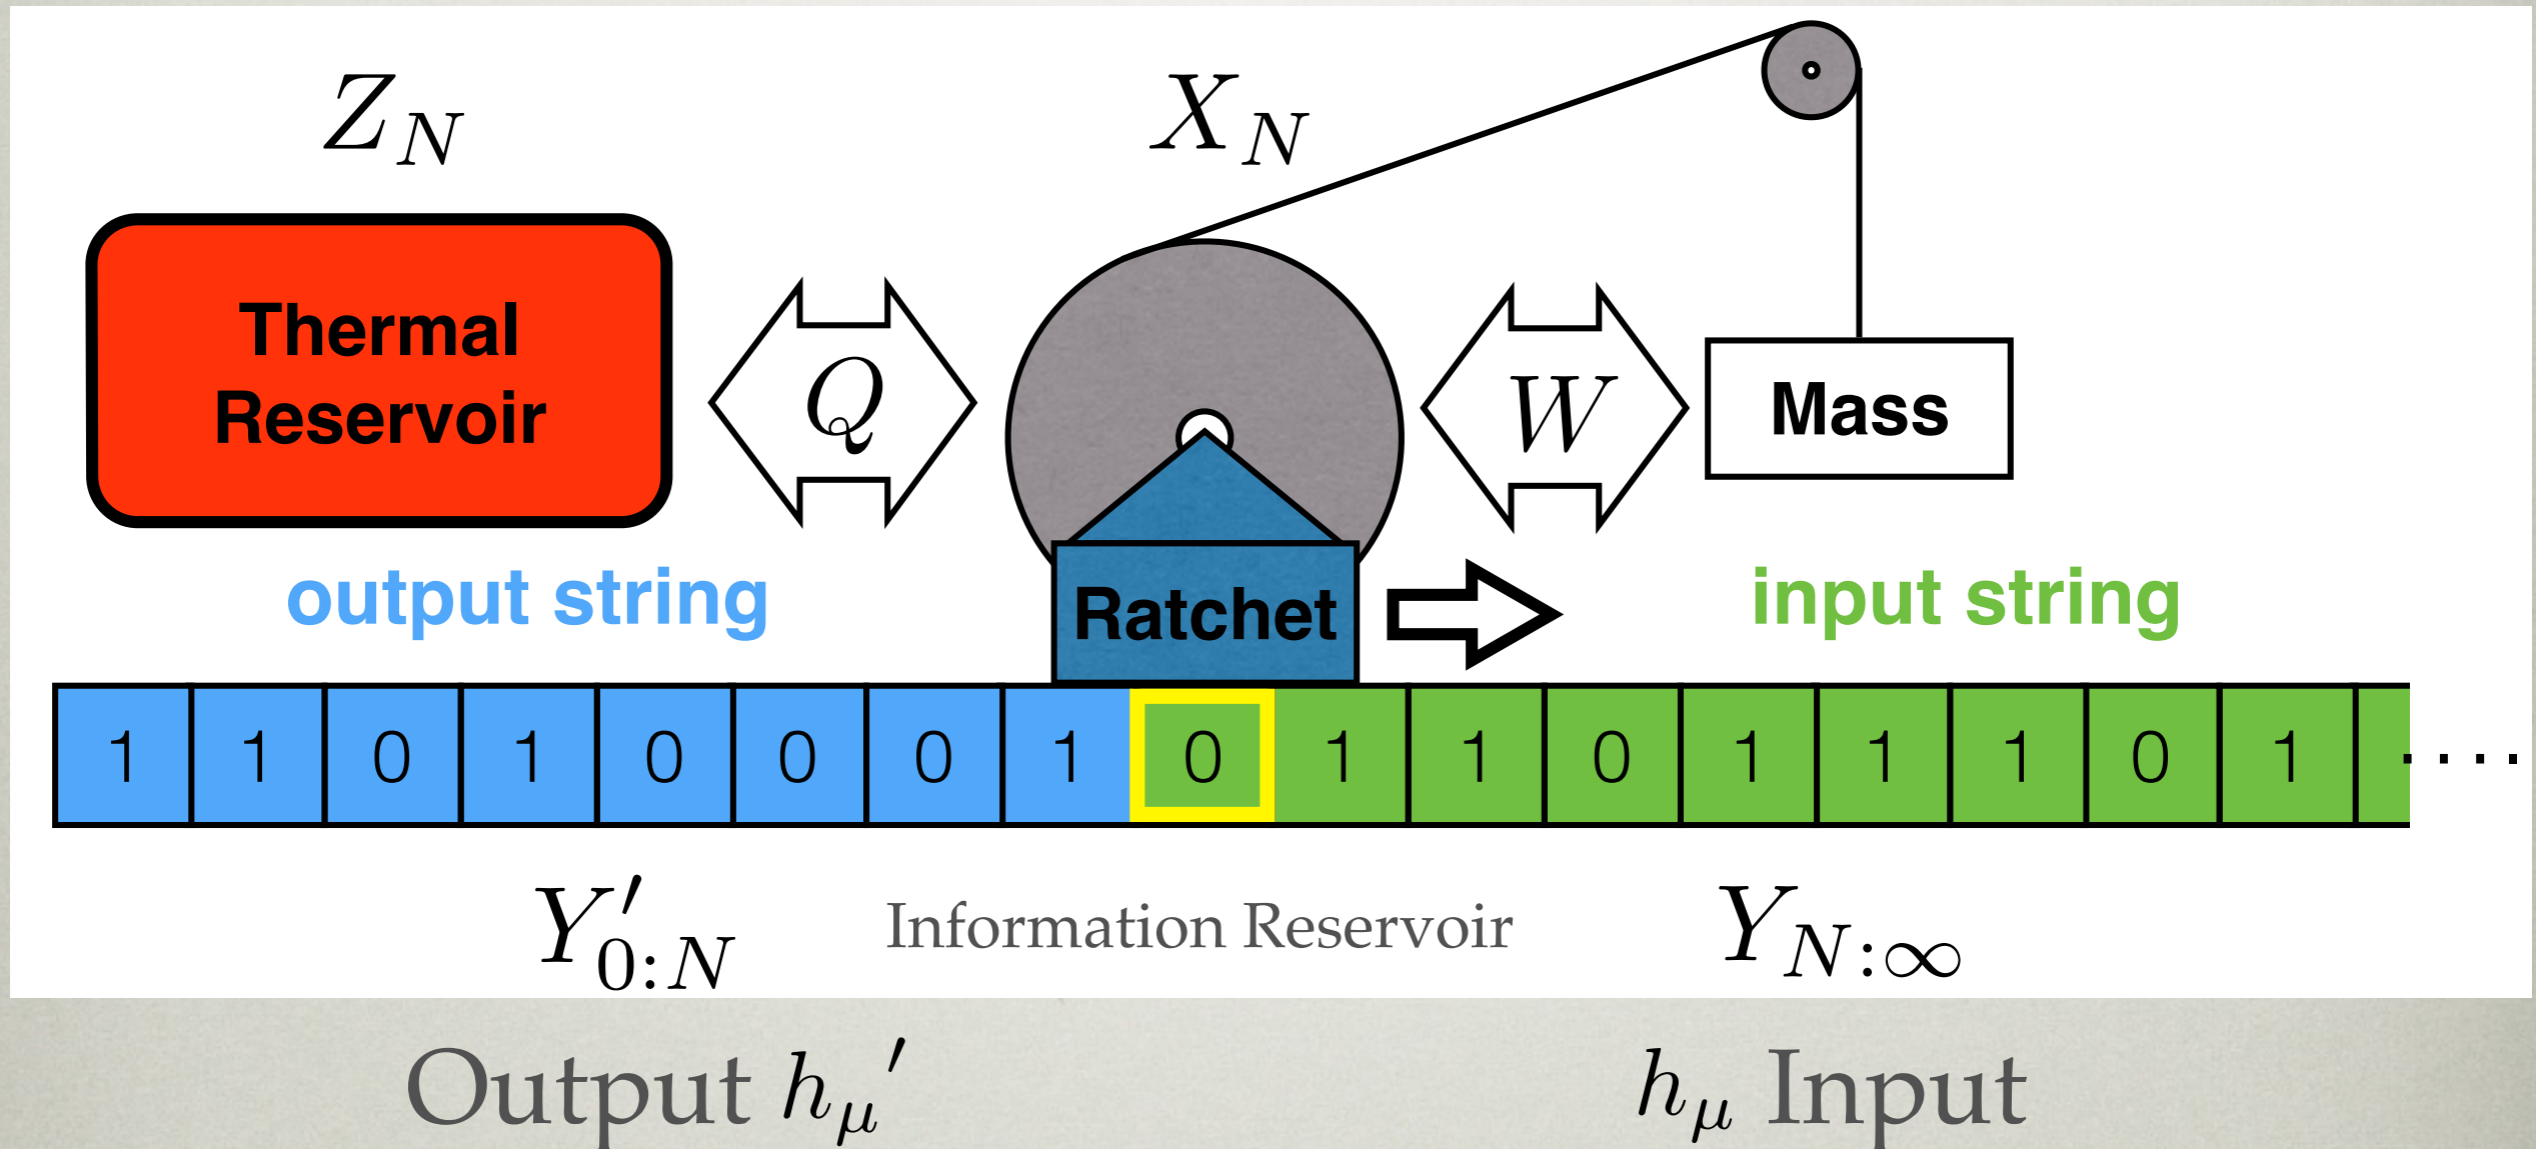 Z_N X_N
Thermal
Reservoir
Q
W
Mass
output string
Ratchet
input string
1 1 0 1 0 0 0 1 0 1 1 0 1 1 1 0 1 ....
Y′_{0:N} Information Reservoir Y_{N:∞}
Output h_μ′ h_μ Input